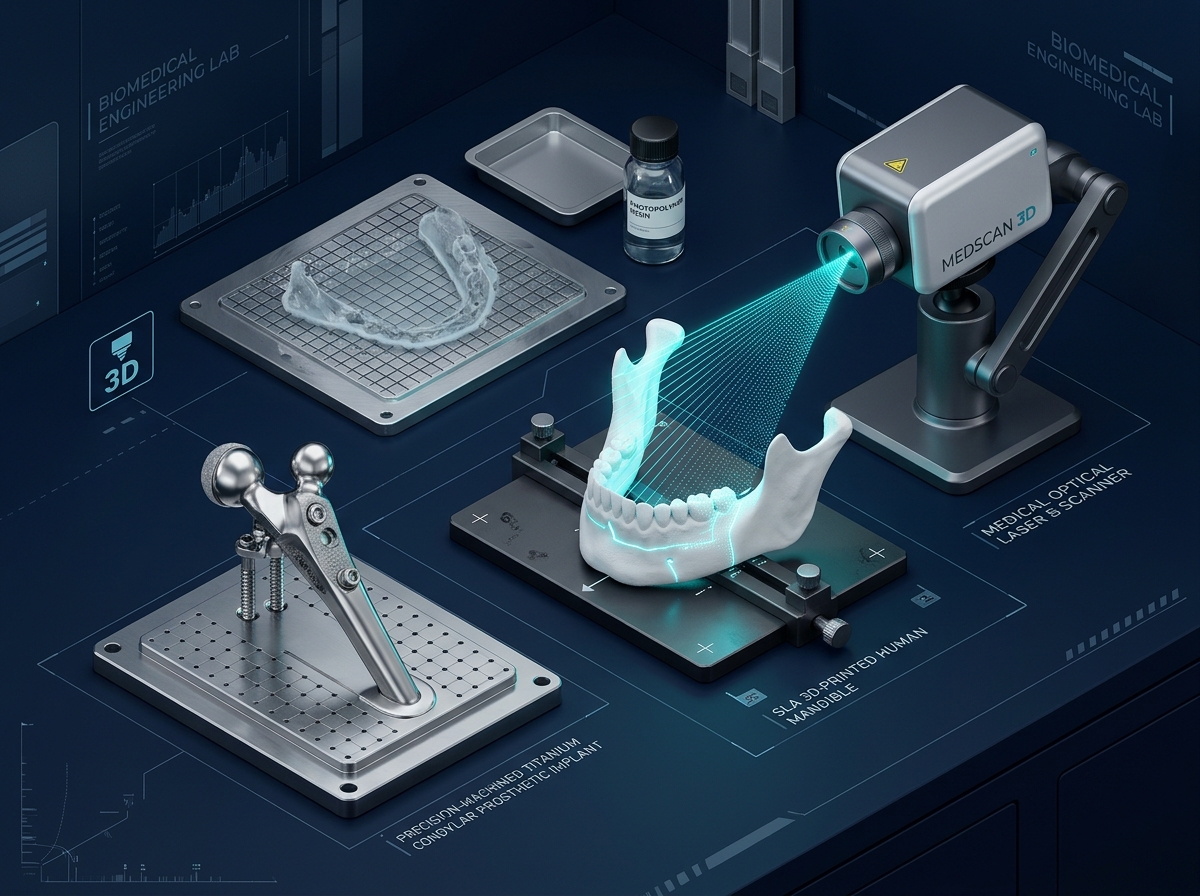 BIOMEDICAL
ENGINEERING LAB
BIOMEDICAL
ENGINEERING LAB
PHOTOPOLYMER
RESIN
MEDSCAN 3D
3D
MEDICAL OPTICAL
LASER & SCANNER
SLA 3D-PRINTED HUMAN
MANDIBLE
PRECISION-MACHINED TITANIUM
CONDYLAR PROSTHETIC IMPLANT